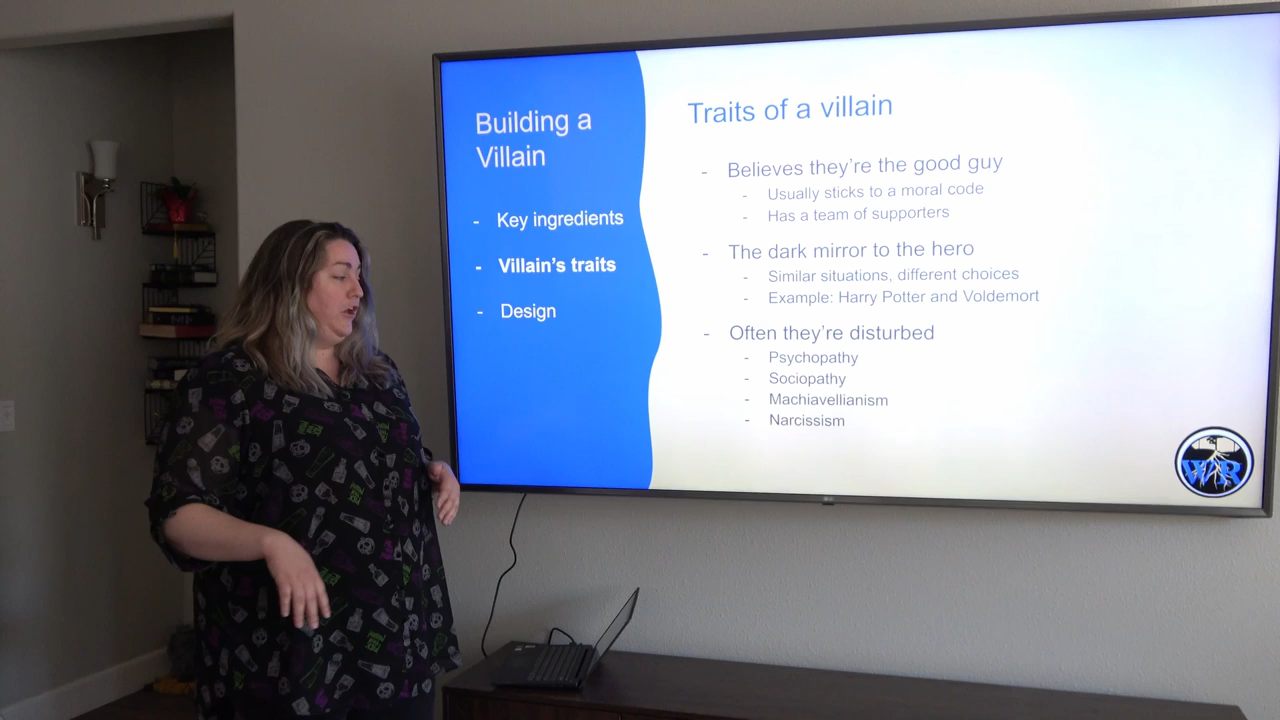 Building a
Villain
- Key ingredients
- Villain's traits
- Design
Traits of a villain
- Believes they're the good guy
- Usually sticks to a moral code
- Has a team of supporters
- The dark mirror to the hero
- Similar situations, different choices
- Example: Harry Potter and Voldemort
- Often they're disturbed
- Psychopathy
- Sociopathy
- Machiavellianism
- Narcissism
WR